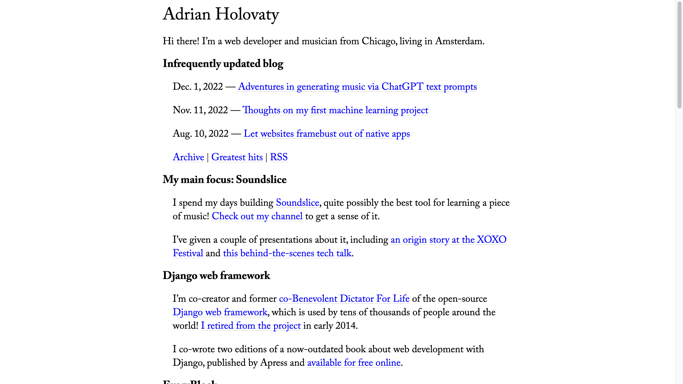 Adrian Holovaty
Hi there! I'm a web developer and musician from Chicago, living in Amsterdam.
Infrequently updated blog
Dec. 1, 2022 — Adventures in generating music via ChatGPT text prompts
Nov. 11, 2022 — Thoughts on my first machine learning project
Aug. 10, 2022 — Let websites framebust out of native apps
Archive | Greatest hits | RSS
My main focus: Soundslice
I spend my days building Soundslice, quite possibly the best tool for learning a piece
of music! Check out my channel to get a sense of it.
I've given a couple of presentations about it, including an origin story at the XOXO
Festival and this behind-the-scenes tech talk.
Django web framework
I'm co-creator and former co-Benevolent Dictator For Life of the open-source
Django web framework, which is used by tens of thousands of people around the
world! I retired from the project in early 2014.
I co-wrote two editions of a now-outdated book about web development with
Django, published by Apress and available for free online.